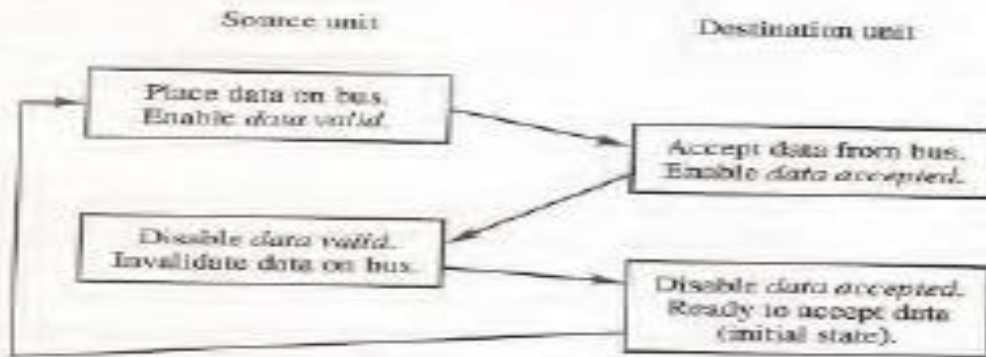 Source unit
Destination unit
Place data on bus.
Enable data valid.
Accept data from bus.
Enable data accepted.
Disable data valid.
Invalidate data on bus.
Disable data accepted.
Ready to accept data
(initial state).